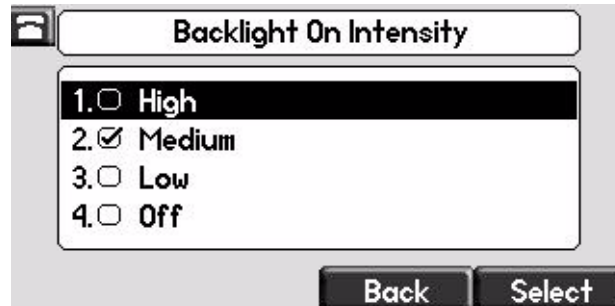 Backlight On Intensity
1. High
2. Medium
3. Low
4. Off
Back Select